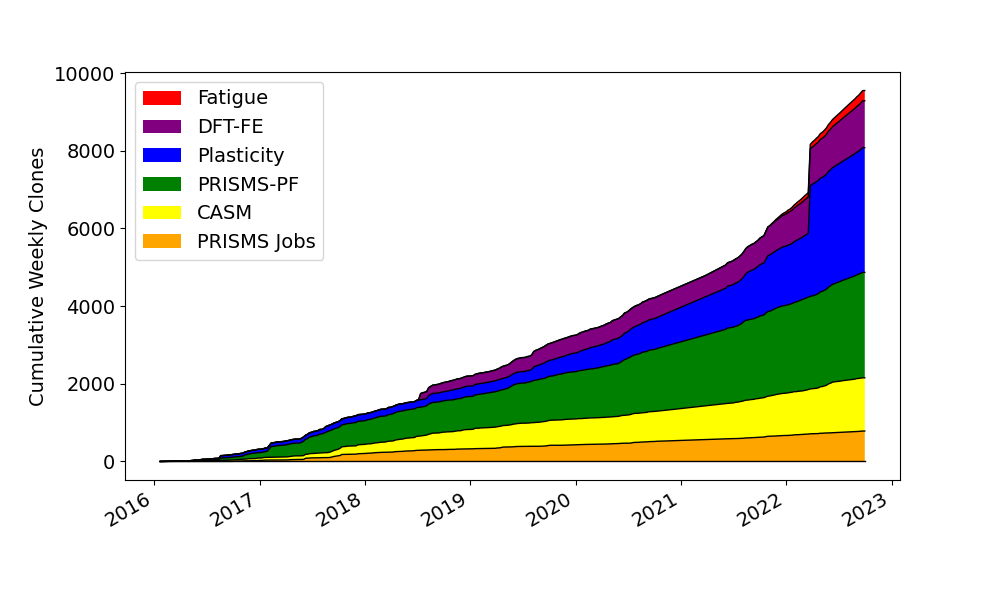 10000
8000
6000
4000
2000
0
Cumulative Weekly Clones
Fatigue
DFT-FE
Plasticity
PRISMS-PF
CASM
PRISMS Jobs
2016
2017
2018
2019
2020
2021
2022
2023